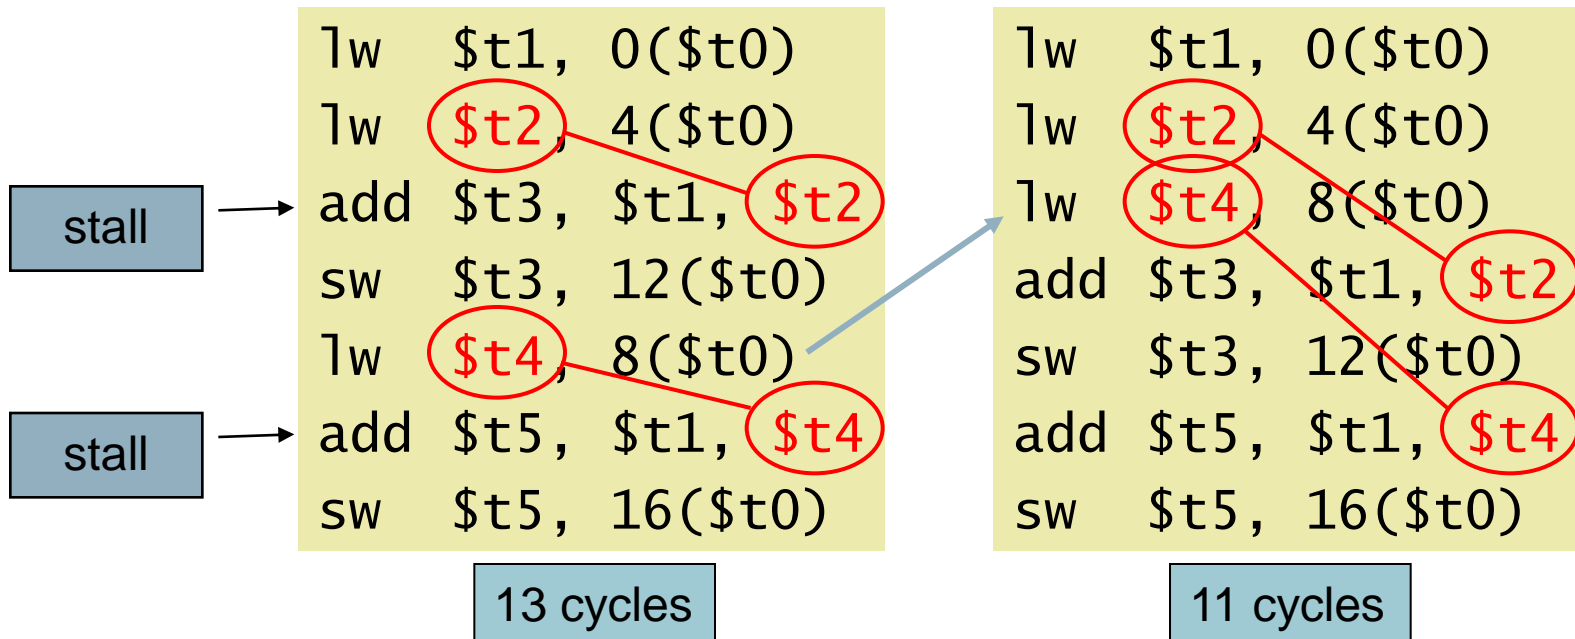 lw $t1, 0($t0)
lw $t2, 4($t0)
add $t3, $t1, $t2
sw $t3, 12($t0)
lw $t4, 8($t0)
add $t5, $t1, $t4
sw $t5, 16($t0)
stall
stall
13 cycles
lw $t1, 0($t0)
lw $t2, 4($t0)
lw $t4, 8($t0)
add $t3, $t1, $t2
sw $t3, 12($t0)
add $t5, $t1, $t4
sw $t5, 16($t0)
11 cycles